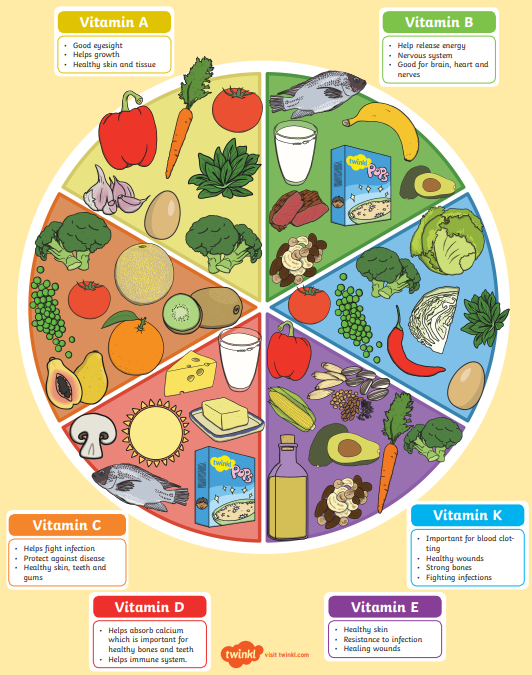 Vitamin A
• Good eyesight
• Helps growth
• Healthy skin and tissue
Vitamin B
• Help release energy
• Nervous system
• Good for brain, heart and
nerves
twinkl
POPS
twinkl
POPS
Vitamin C
• Helps fight infection
• Protect against disease
• Healthy skin, teeth and
gums
Vitamin K
• Important for blood clot-
ting
• Healthy wounds
• Strong bones
• Fighting infections
Vitamin D
• Helps absorb calcium
which is important for
healthy bones and teeth
• Helps immune system.
Vitamin E
• Healthy skin
• Resistance to infection
• Healing wounds
twinkl visit twinkl.com